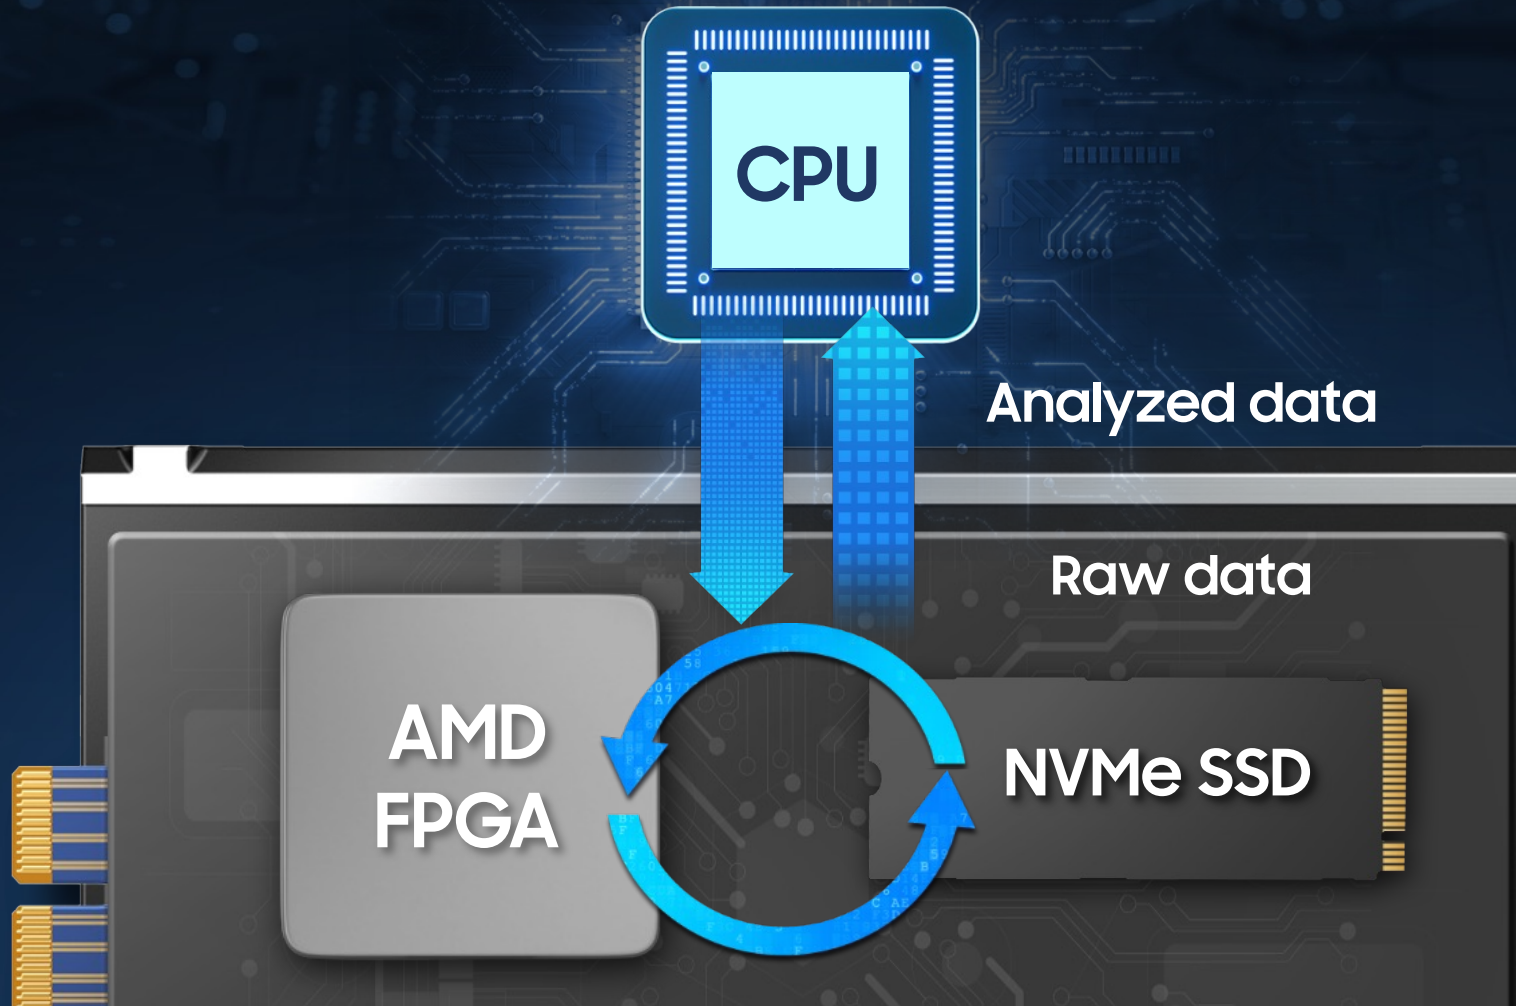 CPU
Analyzed data
Raw data
AMD
FPGA
NVMe SSD